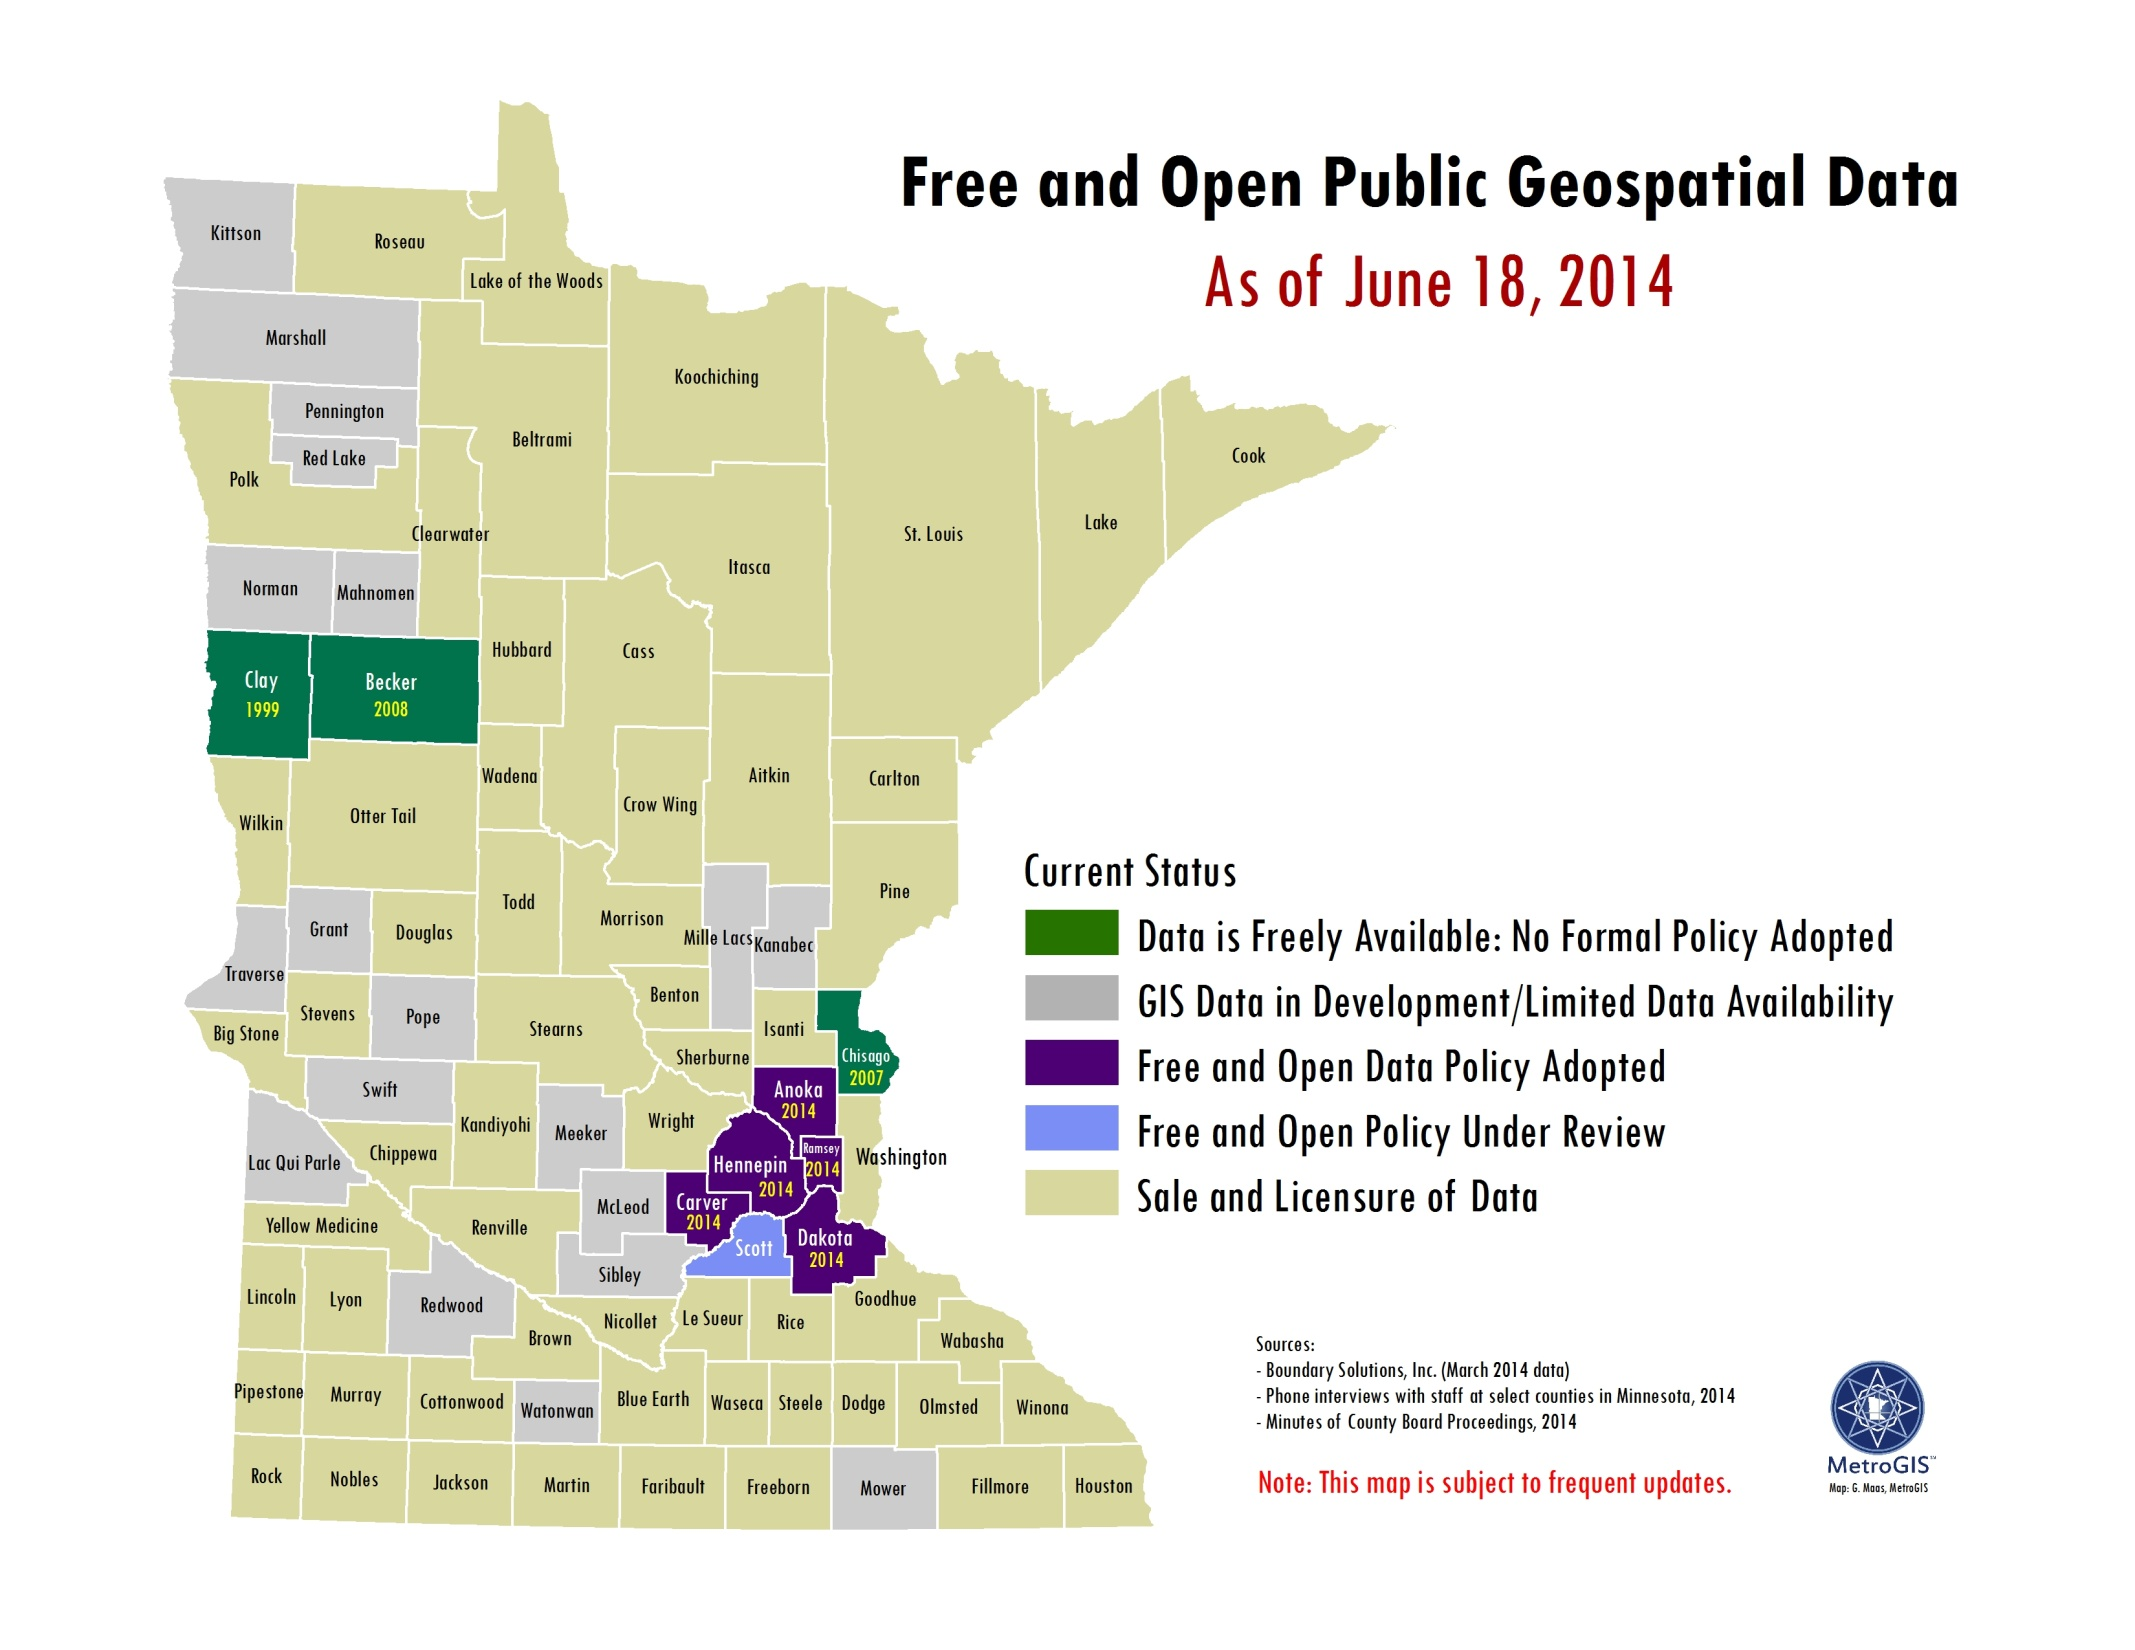 Free and Open Public Geospatial Data
As of June 18, 2014
Kittson
Roseau
Lake of the Woods
Marshall
Koochiching
Pennington
Beltrami
Red Lake
Polk
Cook
Lake
St. Louis
Clearwater
Itasca
Norman
Mahnomen
Hubbard
Cass
Clay
1999
Becker
2008
Wadena
Aitkin
Carlton
Crow Wing
Otter Tail
Wilkin
Pine
Todd
Morrison
Grant
Douglas
Mille Lacs
Kanabec
Traverse
Benton
Stevens
Pope
Stearns
Isanti
Big Stone
Sherburne
Chisago
2007
Swift
Anoka
2014
Kandiyohi
Meeker
Wright
Chippewa
Lac Qui Parle
Hennepin
2014
Ramsey
2014
Washington
Carver
2014
McLeod
Yellow Medicine
Renville
Scott
Dakota
2014
Sibley
Lincoln
Lyon
Redwood
Nicollet
Le Sueur
Rice
Goodhue
Brown
Wabasha
Pipestone
Murray
Cottonwood
Watonwan
Blue Earth
Waseca
Steele
Dodge
Olmsted
Winona
Rock
Nobles
Jackson
Martin
Faribault
Freeborn
Mower
Fillmore
Houston
Current Status
Data is Freely Available: No Formal Policy Adopted
GIS Data in Development/Limited Data Availability
Free and Open Data Policy Adopted
Free and Open Policy Under Review
Sale and Licensure of Data
Sources:
- Boundary Solutions, Inc. (March 2014 data)
- Phone interviews with staff at select counties in Minnesota, 2014
- Minutes of County Board Proceedings, 2014
Note: This map is subject to frequent updates.
MetroGIS™
Map: G. Maas, MetroGIS